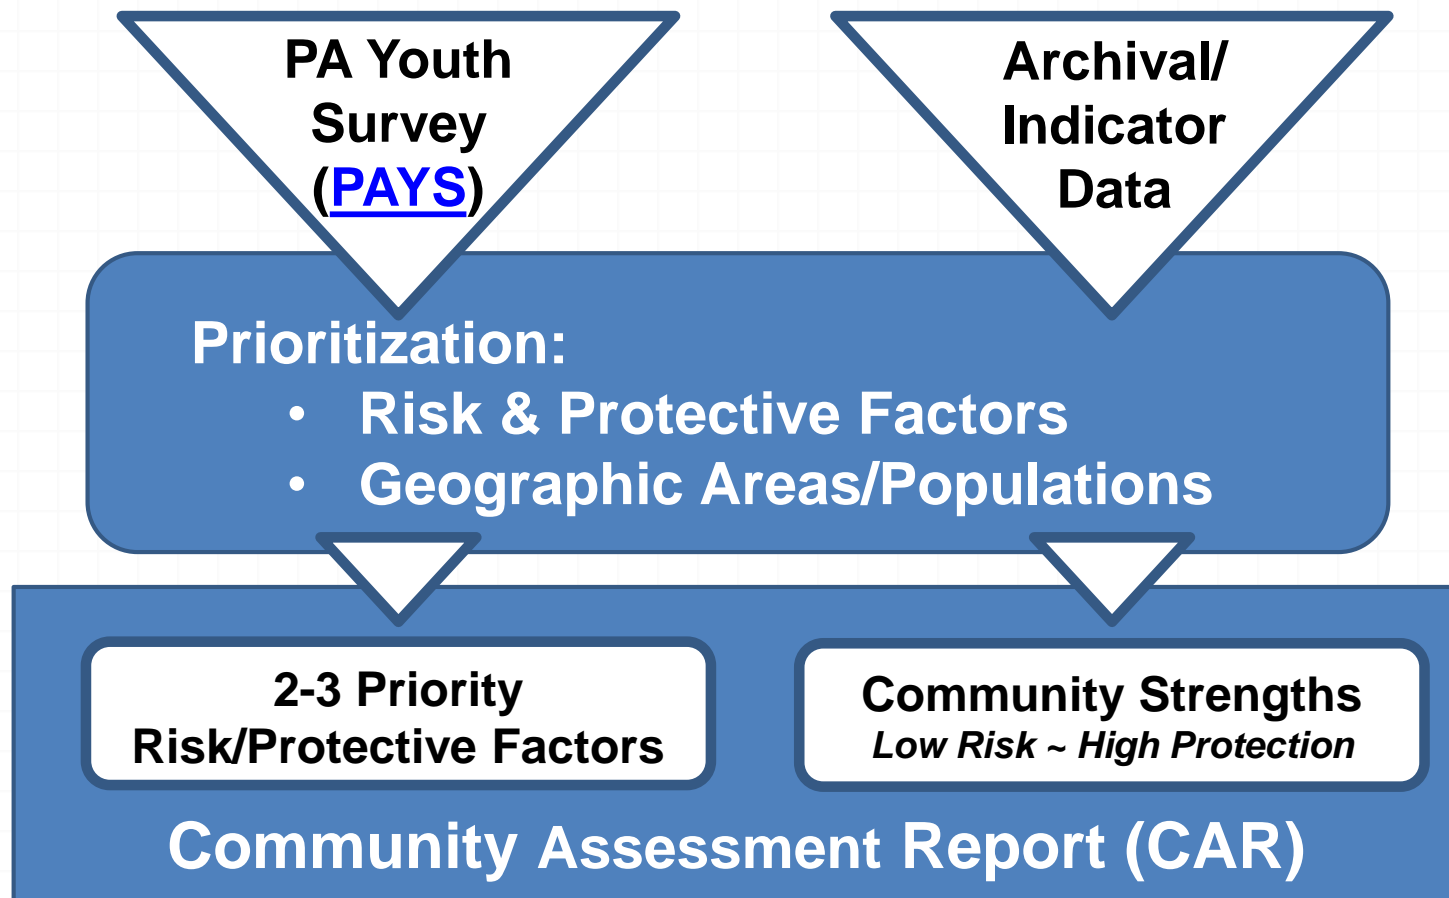 PA Youth
Survey
(PAYS)
Archival/
Indicator
Data
Prioritization:
• Risk & Protective Factors
• Geographic Areas/Populations
2-3 Priority
Risk/Protective Factors
Community Strengths
Low Risk ~ High Protection
Community Assessment Report (CAR)